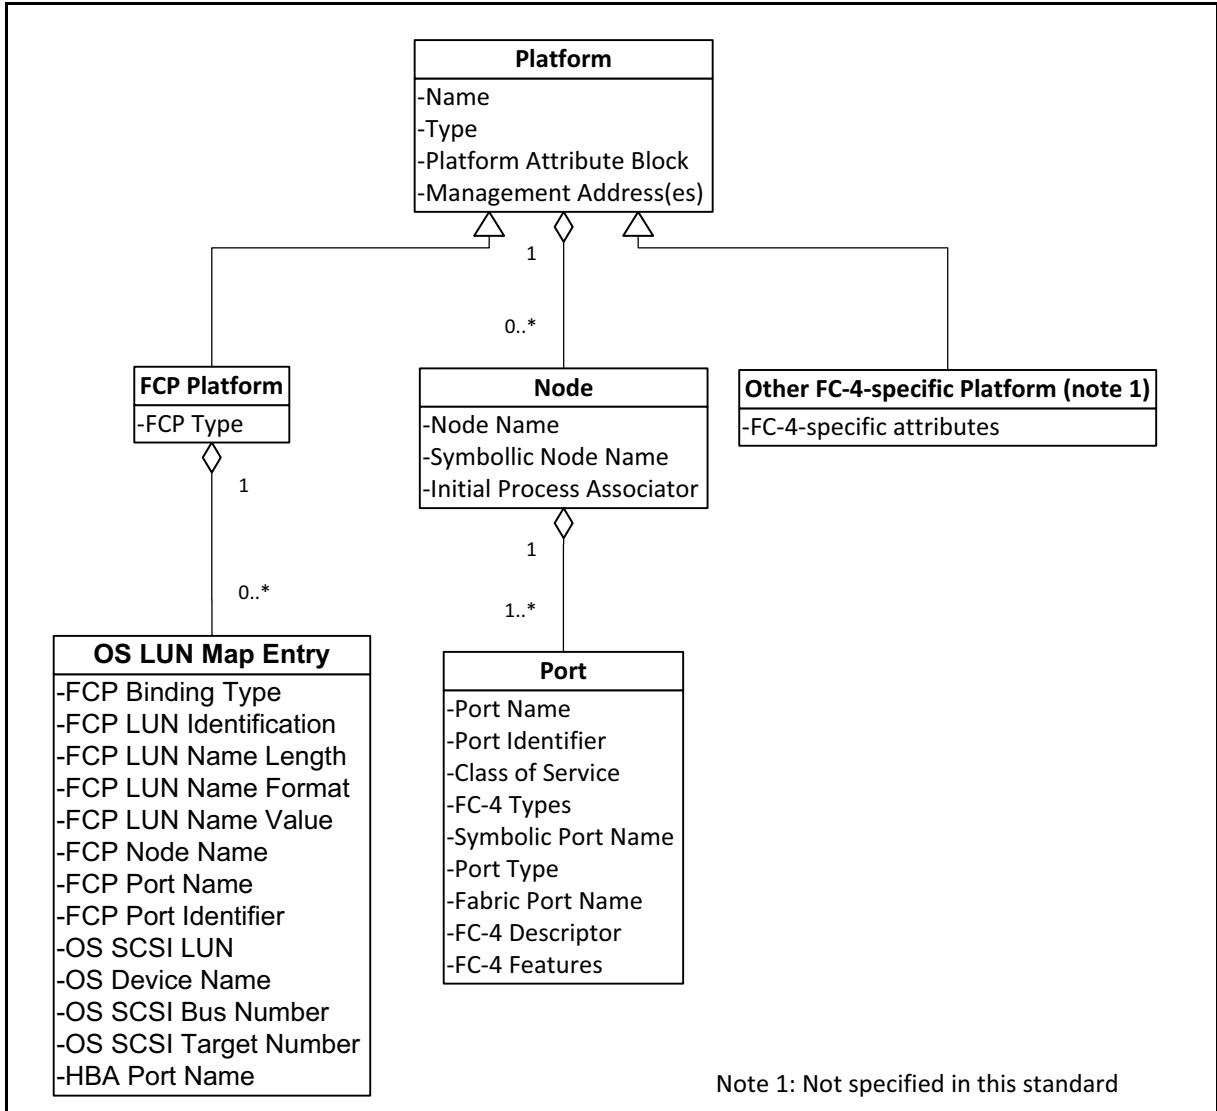 Platform
-Name
-Type
-Platform Attribute Block
-Management Address(es)
1
0..*
FCP Platform
-FCP Type
1
0..*
OS LUN Map Entry
-FCP Binding Type
-FCP LUN Identification
-FCP LUN Name Length
-FCP LUN Name Format
-FCP LUN Name Value
-FCP Node Name
-FCP Port Name
-FCP Port Identifier
-OS SCSI LUN
-OS Device Name
-OS SCSI Bus Number
-OS SCSI Target Number
-HBA Port Name
Node
-Node Name
-Symbollic Node Name
-Initial Process Associator
1
1..*
Port
-Port Name
-Port Identifier
-Class of Service
-FC-4 Types
-Symbolic Port Name
-Port Type
-Fabric Port Name
-FC-4 Descriptor
-FC-4 Features
Other FC-4-specific Platform (note 1)
-FC-4-specific attributes
Note 1: Not specified in this standard